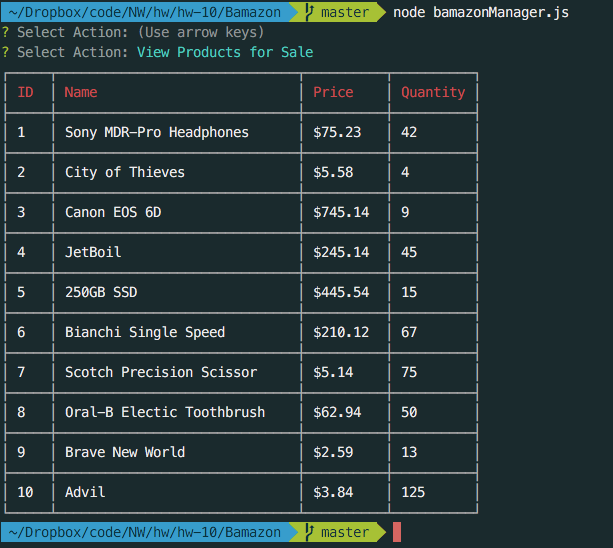 ~/Dropbox/code/NW/hw/hw-10/Bamazon master node bamazonManager.js
? Select Action: (Use arrow keys)
? Select Action: View Products for Sale
ID Name Price Quantity
1 Sony MDR-Pro Headphones $75.23 42
2 City of Thieves $5.58 4
3 Canon EOS 6D $745.14 9
4 JetBoil $245.14 45
5 250GB SSD $445.54 15
6 Bianchi Single Speed $210.12 67
7 Scotch Precision Scissor $5.14 75
8 Oral-B Electic Toothbrush $62.94 50
9 Brave New World $2.59 13
10 Advil $3.84 125
~/Dropbox/code/NW/hw/hw-10/Bamazon master